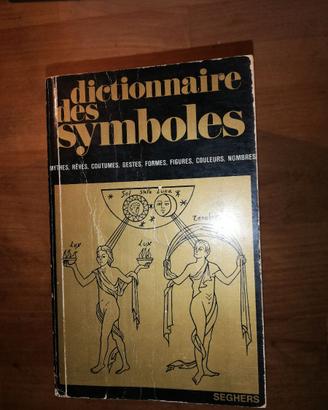 dictionnaire
des
symboles
MYTHES, RÊVES, COUTUMES, GESTES, FORMES, FIGURES, COULEURS, NOMBRES
Sol
Luna
Lux
Lux
SEGHERS